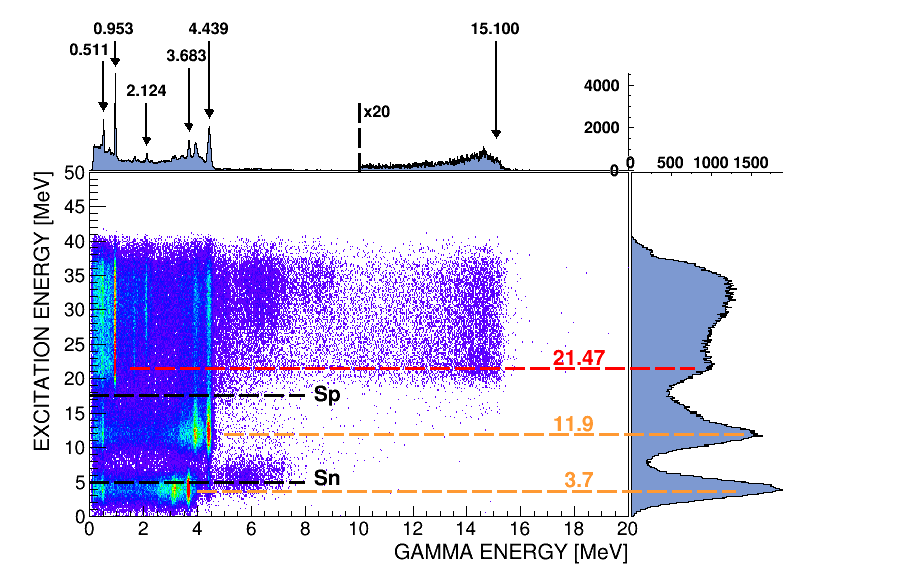 0.953 4.439 15.100
0.511 3.683
2.124
x20
4000
2000
0
0 500 1000 1500
50
45
40
35
30
25
20
15
10
5
0
EXCITATION ENERGY [MeV]
21.47
Sp
11.9
Sn
3.7
0 2 4 6 8 10 12 14 16 18 20
GAMMA ENERGY [MeV]